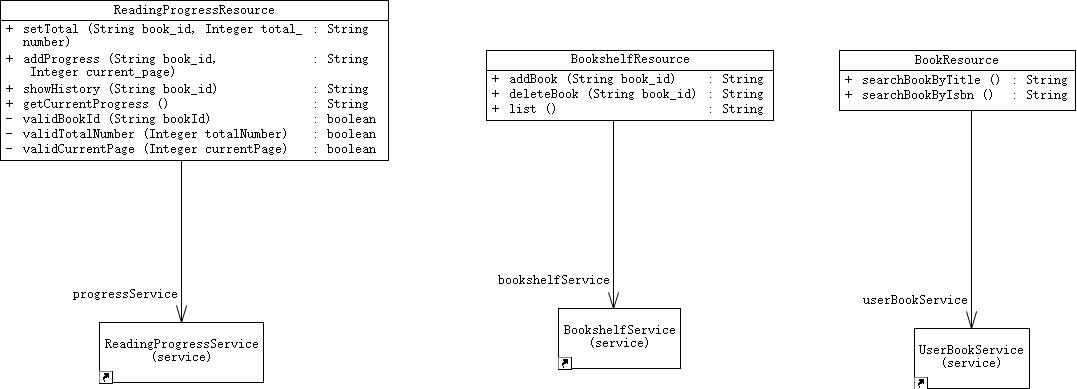 ReadingProgressResource
+ setTotal (String book_id, Integer total_ : String
number)
+ addProgress (String book_id, : String
Integer current_page)
+ showHistory (String book_id) : String
+ getCurrentProgress () : String
- validBookId (String bookId) : boolean
- validTotalNumber (Integer totalNumber) : boolean
- validCurrentPage (Integer currentPage) : boolean
progressService
ReadingProgressService
(service)
BookshelfResource
+ addBook (String book_id) : String
+ deleteBook (String book_id) : String
+ list () : String
bookshelfService
BookshelfService
(service)
BookResource
+ searchBookByTitle () : String
+ searchBookByIsbn () : String
userBookService
UserBookService
(service)